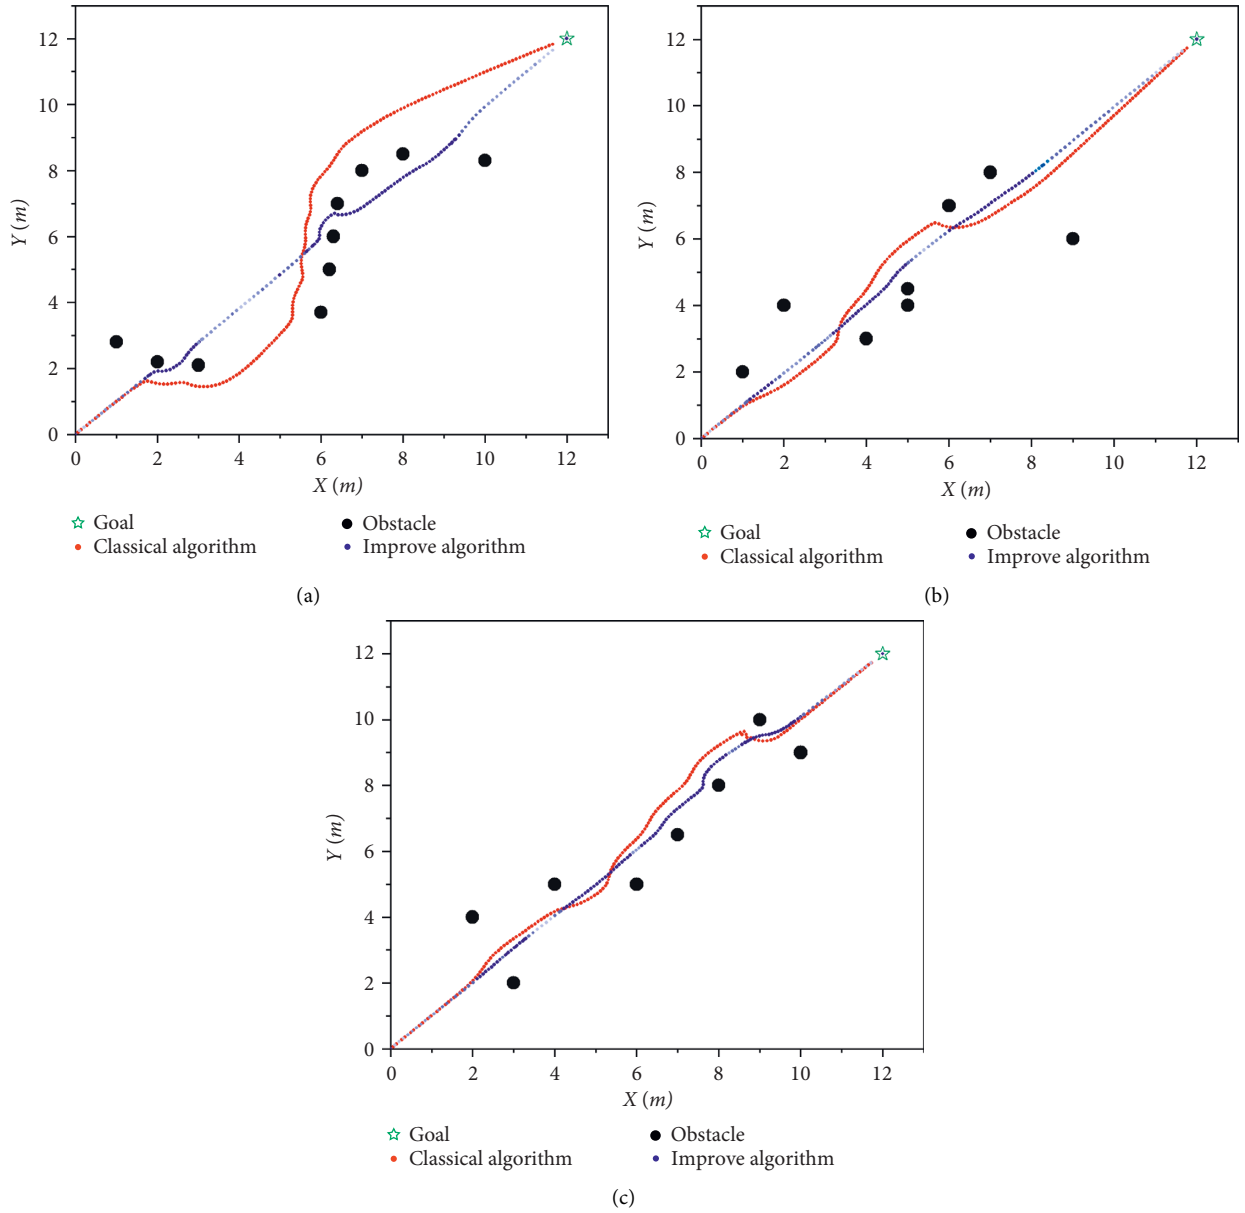 12
10
8
6
4
2
0
Y (m)
0 2 4 6 8 10 12
X (m)
Goal
Obstacle
Classical algorithm
Improve algorithm
(a)
12
10
8
6
4
2
0
Y (m)
0 2 4 6 8 10 12
X (m)
Goal
Obstacle
Classical algorithm
Improve algorithm
(b)
12
10
8
6
4
2
0
Y (m)
0 2 4 6 8 10 12
X (m)
Goal
Obstacle
Classical algorithm
Improve algorithm
(c)